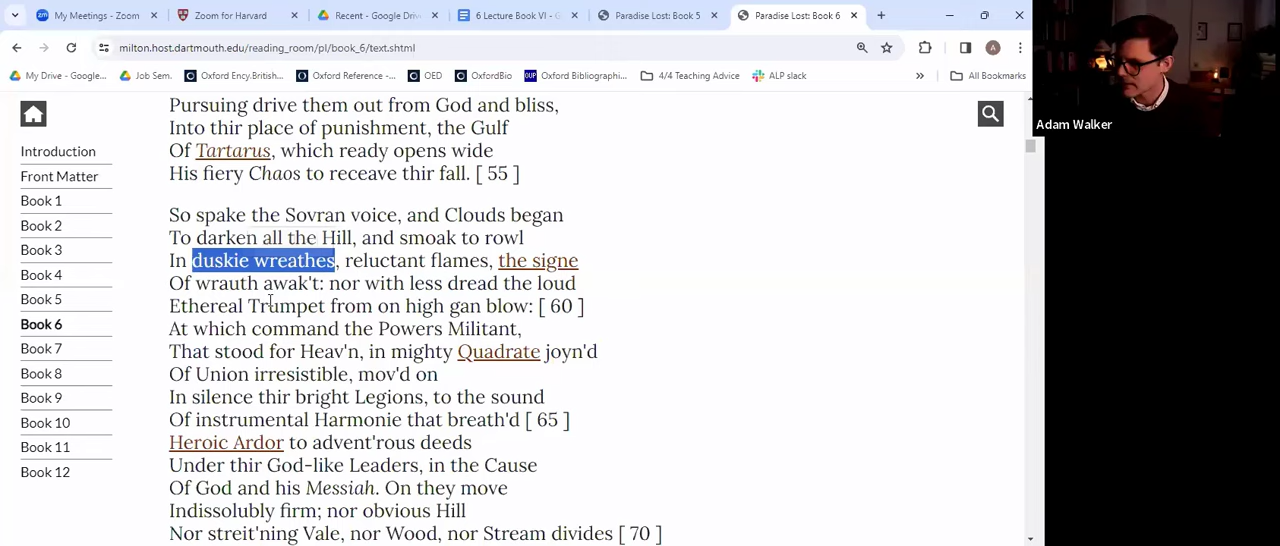 My Meetings - Zoom
Zoom for Harvard
Recent - Google Driv
6 Lecture Book VI - G
Paradise Lost: Book 5
Paradise Lost: Book 6
milton.host.dartmouth.edu/reading_room/pl/book_6/text.shtml
A
My Drive - Google...
Job Sem.
Oxford Ency.British...
Oxford Reference -...
OED
OxfordBio
Oxford Bibliographi...
4/4 Teaching Advice
ALP slack
»
All Bookmarks
Adam Walker
Introduction
Front Matter
Book 1
Book 2
Book 3
Book 4
Book 5
Book 6
Book 7
Book 8
Book 9
Book 10
Book 11
Book 12
Pursuing drive them out from God and bliss,
Into thir place of punishment, the Gulf
Of Tartarus, which ready opens wide
His fiery Chaos to receave thir fall. [ 55 ]
So spake the Sovran voice, and Clouds began
To darken all the Hill, and smoak to rowl
In duskie wreathes, reluctant flames, the signe
Of wrauth awak't: nor with less dread the loud
Ethereal Trumpet from on high gan blow: [ 60 ]
At which command the Powers Militant,
That stood for Heav'n, in mighty Quadrate joyn'd
Of Union irresistible, mov'd on
In silence thir bright Legions, to the sound
Of instrumental Harmonie that breath'd [ 65 ]
Heroic Ardor to advent'rous deeds
Under thir God-like Leaders, in the Cause
Of God and his Messiah. On they move
Indissolubly firm; nor obvious Hill
Nor streit'ning Vale, nor Wood, nor Stream divides [ 70 ]